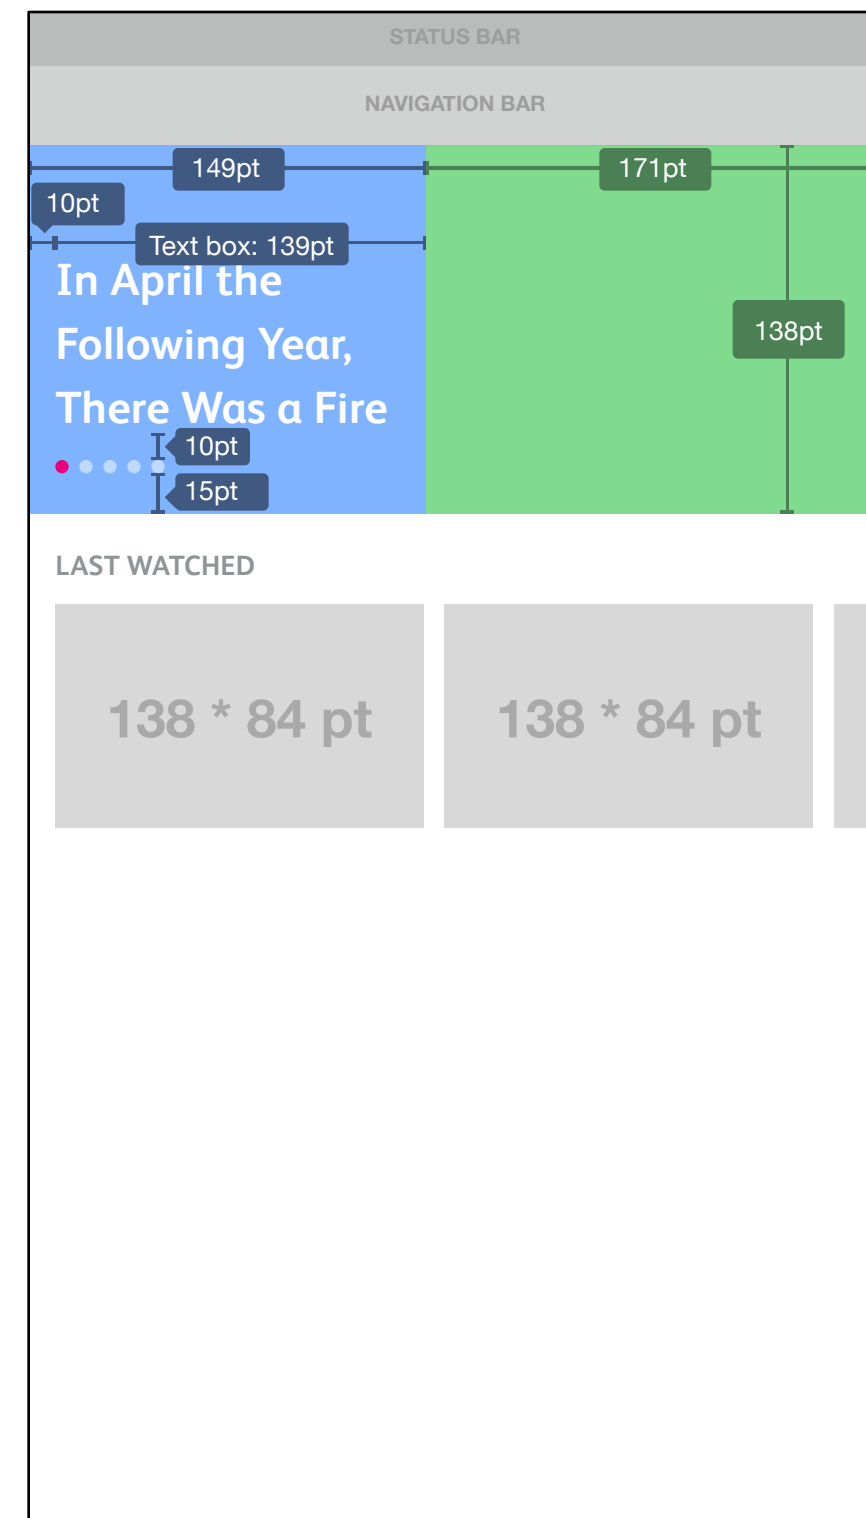 STATUS BAR
NAVIGATION BAR
149pt
171pt
10pt
Text box: 139pt
In April the
Following Year,
There Was a Fire
138pt
10pt
15pt
LAST WATCHED
138 * 84 pt
138 * 84 pt